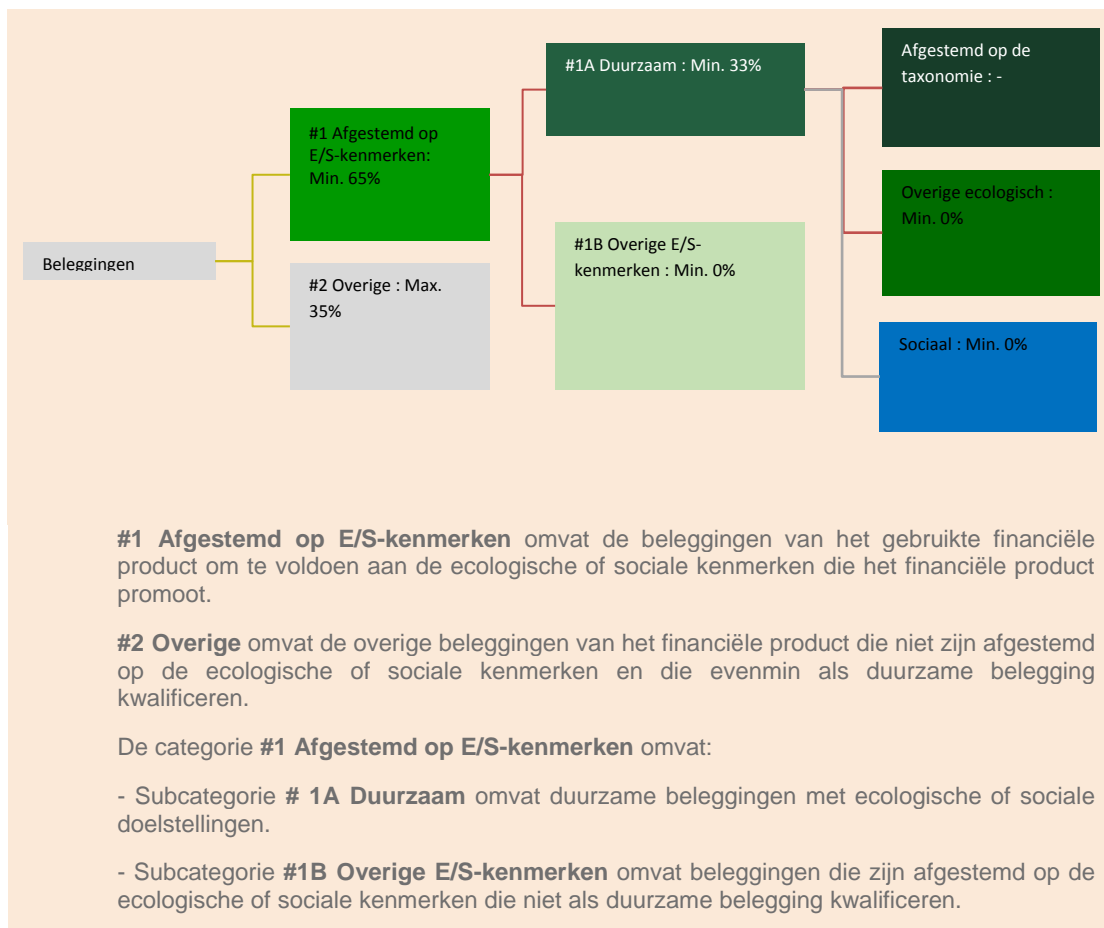 Beleggingen
#1 Afgestemd op
E/S-kenmerken:
Min. 65%
#2 Overige : Max.
35%
#1A Duurzaam : Min. 33%
#1B Overige E/S-
kenmerken : Min. 0%
Afgestemd op de
taxonomie : -
Overige ecologisch :
Min. 0%
Sociaal : Min. 0%
#1 Afgestemd op E/S-kenmerken omvat de beleggingen van het gebruikte financiële
product om te voldoen aan de ecologische of sociale kenmerken die het financiële product
promoot.
#2 Overige omvat de overige beleggingen van het financiële product die niet zijn afgestemd
op de ecologische of sociale kenmerken en die evenmin als duurzame belegging
kwalificeren.
De categorie #1 Afgestemd op E/S-kenmerken omvat:
- Subcategorie # 1A Duurzaam omvat duurzame beleggingen met ecologische of sociale
doelstellingen.
- Subcategorie #1B Overige E/S-kenmerken omvat beleggingen die zijn afgestemd op de
ecologische of sociale kenmerken die niet als duurzame belegging kwalificeren.